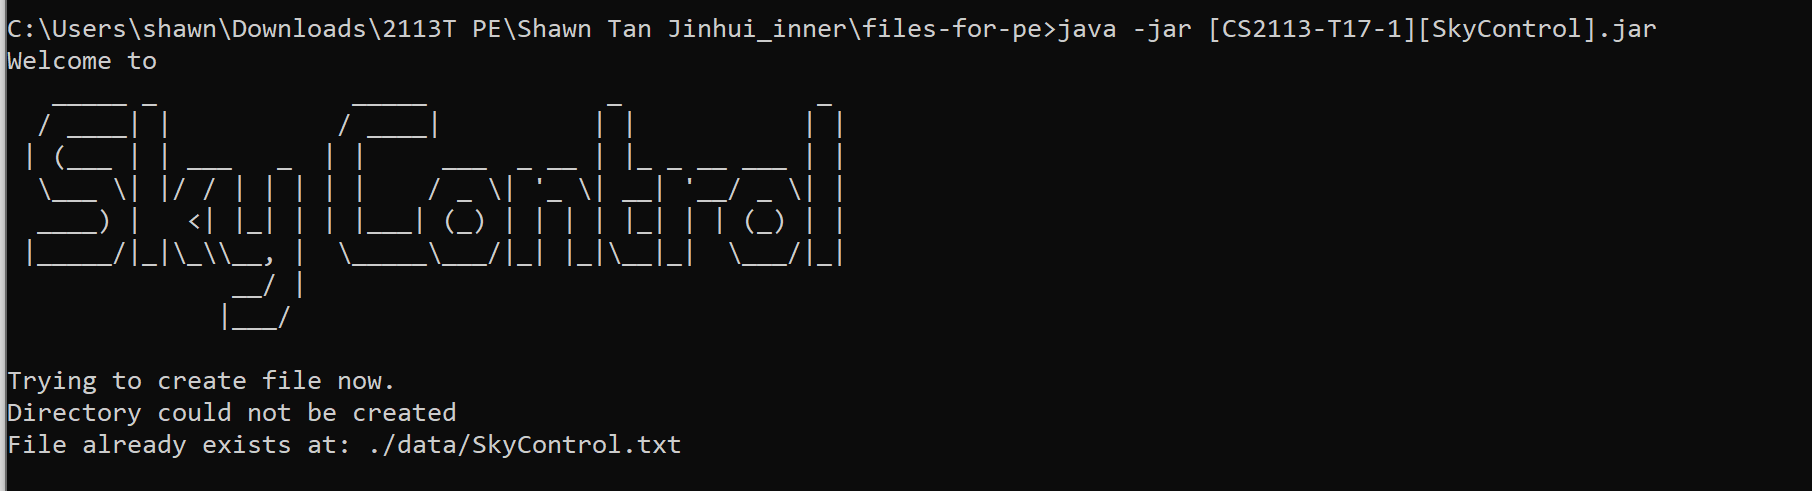 C:\Users\shawn\Downloads\2113T PE\Shawn Tan Jinhui_inner\files-for-pe>java -jar [CS2113-T17-1][SkyControl].jar
Welcome to
SkyControl
Trying to create file now.
Directory could not be created
File already exists at: ./data/SkyControl.txt